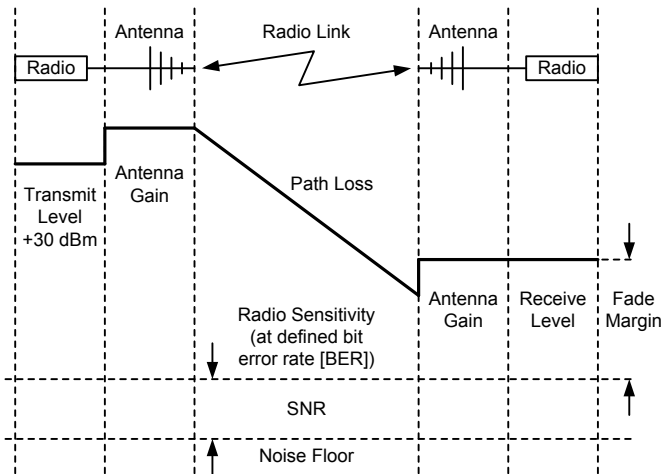 Antenna
Radio Link
Antenna
Radio
Radio
Transmit
Level
+30 dBm
Antenna
Gain
Path Loss
Antenna
Gain
Receive
Level
Fade
Margin
Radio Sensitivity
(at defined bit
error rate [BER])
SNR
Noise Floor